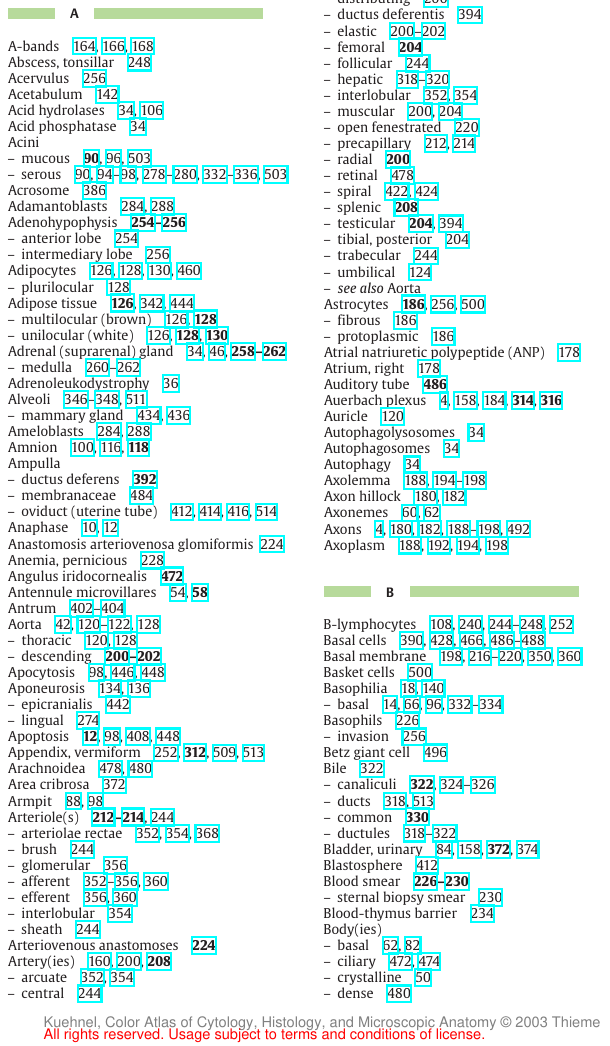 A
A-bands 164, 166, 168
Abscess, tonsillar 248
Acervulus 256
Acetabulum 142
Acid hydrolases 34, 106
Acid phosphatase 34
Acini
– mucous 90, 96, 503
– serous 90, 94–98, 278–280, 332–336, 503
Acrosome 386
Adamantoblasts 284, 288
Adenohypophysis 254–256
– anterior lobe 254
– intermediary lobe 256
Adipocytes 126, 128, 130, 460
– plurilocular 128
Adipose tissue 126, 342, 444
– multilocular (brown) 126, 128
– unilocular (white) 126, 128, 130
Adrenal (suprarenal) gland 34, 46, 258–262
– medulla 260–262
Adrenoleukodystrophy 36
Alveoli 346–348, 511
– mammary gland 434, 436
Ameloblasts 284, 288
Amnion 100, 116, 118
Ampulla
– ductus deferens 392
– membranaceae 484
– oviduct (uterine tube) 412, 414, 416, 514
Anaphase 10, 12
Anastomosis arteriovenosa glomiformis 224
Anemia, pernicious 228
Angulus iridocornealis 472
Antennule microvillares 54, 58
Antrum 402–404
Aorta 42, 120–122, 128
– thoracic 120, 128
– descending 200–202
Apocytosis 98, 446, 448
Aponeurosis 134, 136
– epicranialis 442
– lingual 274
Apoptosis 12, 98, 408, 448
Appendix, vermiform 252, 312, 509, 513
Arachnoidea 478, 480
Area cribrosa 372
Armpit 88, 98
Arteriole(s) 212–214, 244
– arteriolae rectae 352, 354, 368
– brush 244
– glomerular 356
– afferent 352–356, 360
– efferent 356, 360
– interlobular 354
– sheath 244
Arteriovenous anastomoses 224
Artery(ies) 160, 200, 208
– arcuate 352, 354
– central 244
– distributing 200
– ductus deferentis 394
– elastic 200–202
– femoral 204
– follicular 244
– hepatic 318–320
– interlobular 352, 354
– muscular 200, 204
– open fenestrated 220
– precapillary 212, 214
– radial 200
– retinal 478
– spiral 422, 424
– splenic 208
– testicular 204, 394
– tibial, posterior 204
– trabecular 244
– umbilical 124
– see also Aorta
Astrocytes 186, 256, 500
– fibrous 186
– protoplasmic 186
Atrial natriuretic polypeptide (ANP) 178
Atrium, right 178
Auditory tube 486
Auerbach plexus 4, 158, 184, 314, 316
Auricle 120
Autophagolysosomes 34
Autophagosomes 34
Autophagy 34
Axolemma 188, 194–198
Axon hillock 180, 182
Axonemes 60, 62
Axons 4, 180, 182, 188–198, 492
Axoplasm 188, 192, 194, 198
B
B-lymphocytes 108, 240, 244–248, 252
Basal cells 390, 428, 466, 486–488
Basal membrane 198, 216–220, 350, 360
Basket cells 500
Basophilia 18, 140
– basal 14, 66, 96, 332–334
Basophils 226
– invasion 256
Betz giant cell 496
Bile 322
– canaliculi 322, 324–326
– ducts 318, 513
– common 330
– ductules 318–322
Bladder, urinary 84, 158, 372, 374
Blastosphere 412
Blood smear 226–230
– sternal biopsy smear 230
Blood-thymus barrier 234
Body(ies)
– basal 62, 82
– ciliary 472, 474
– crystalline 50
– dense 480
Kuehnel, Color Atlas of Cytology, Histology, and Microscopic Anatomy © 2003 Thieme
All rights reserved. Usage subject to terms and conditions of license.